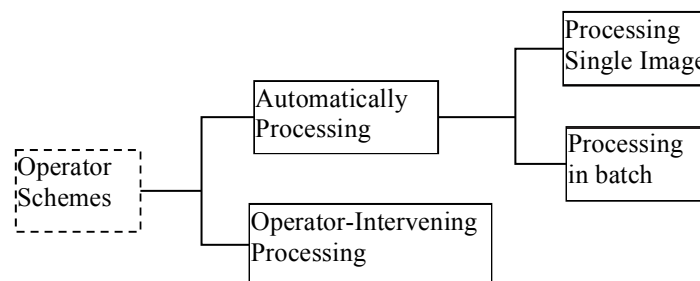 Processing
Single Image
Automatically
Processing
Processing
in batch
Operator
Schemes
Operator-Intervening
Processing